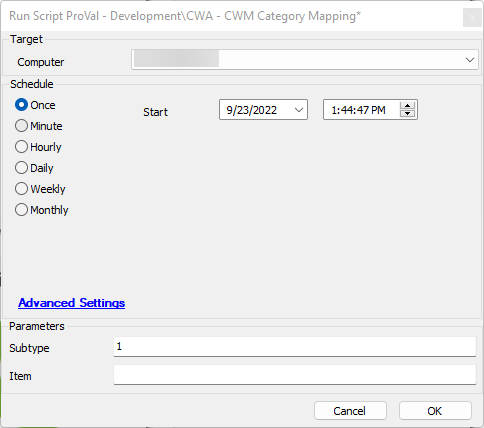 Run Script ProVal - Development\CWA - CWM Category Mapping*
Target
Computer
Schedule
Once
Start
9/23/2022
1:44:47 PM
Minute
Hourly
Daily
Weekly
Monthly
Advanced Settings
Parameters
Subtype
1
Item
Cancel
OK